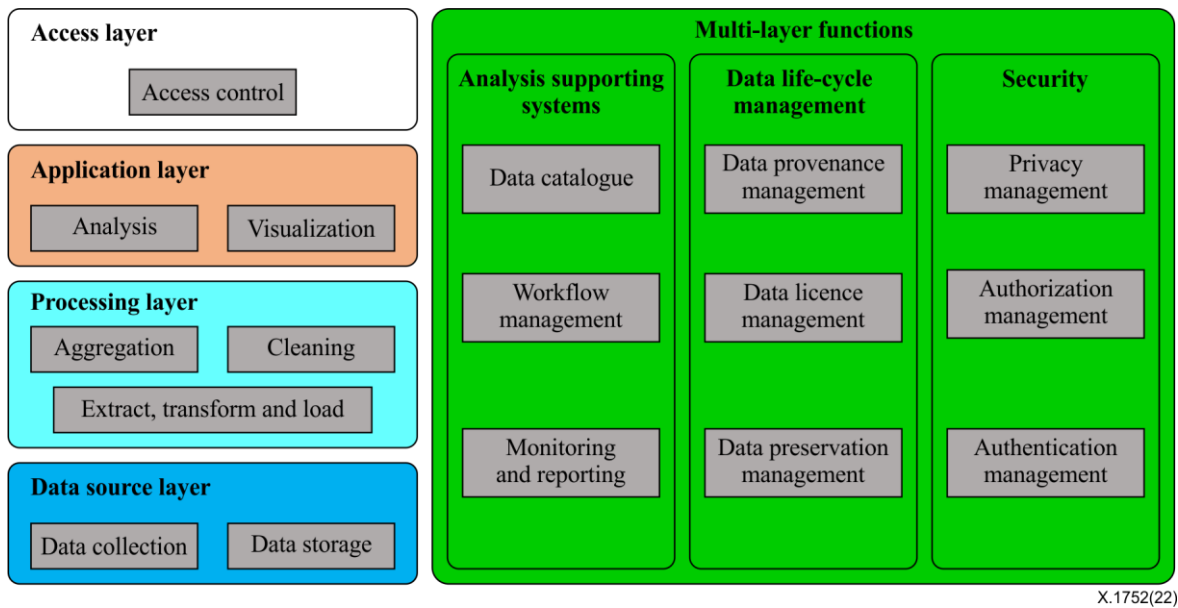 Access layer
Access control
Application layer
Analysis
Visualization
Processing layer
Aggregation
Cleaning
Extract, transform and load
Data source layer
Data collection
Data storage
Multi-layer functions
Analysis supporting
systems
Data catalogue
Workflow
management
Monitoring
and reporting
Data life-cycle
management
Data provenance
management
Data licence
management
Data preservation
management
Security
Privacy
management
Authorization
management
Authentication
management
X.1752(22)